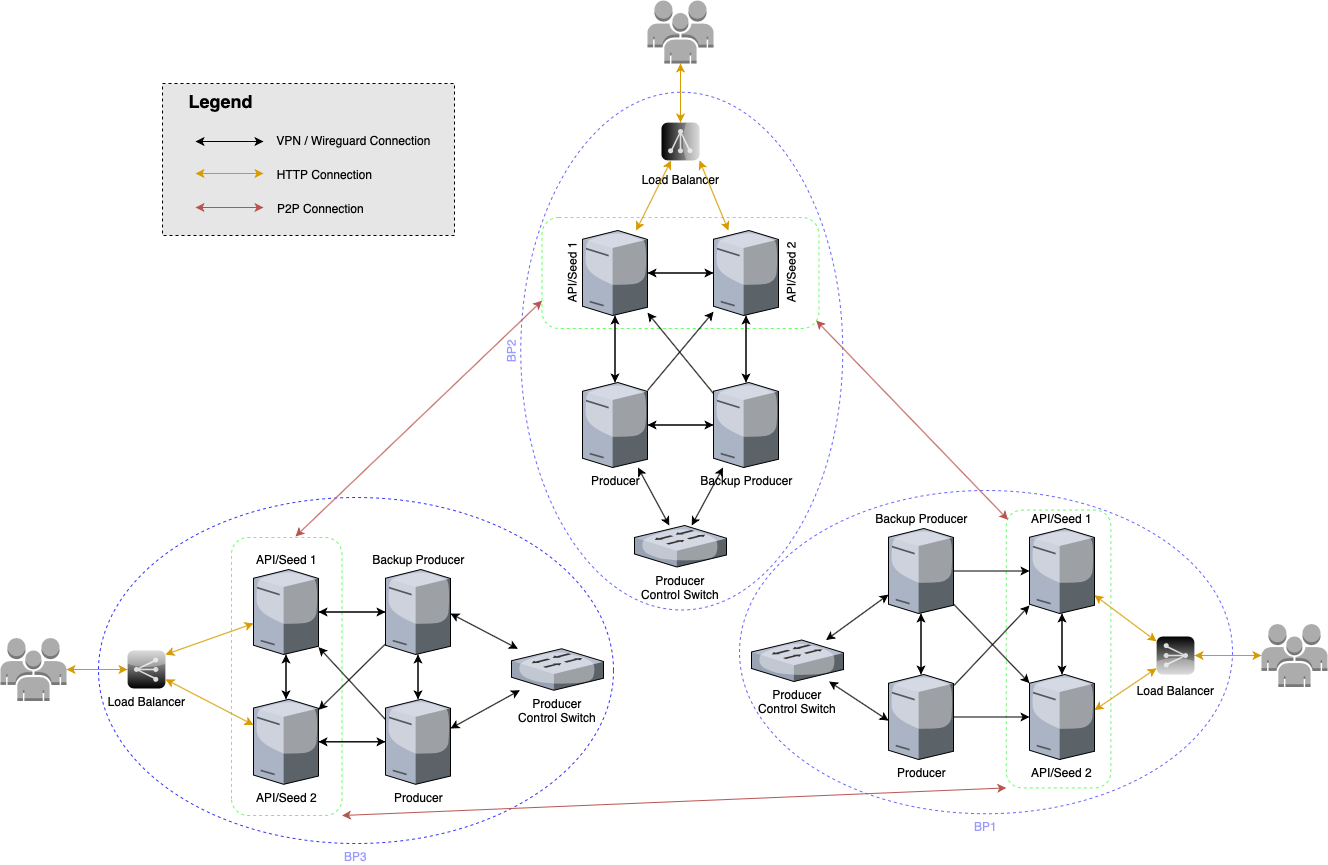 Legend
VPN / Wireguard Connection
HTTP Connection
P2P Connection
Load Balancer
API/Seed 1
API/Seed 2
BP2
Producer
Backup Producer
Producer
Control Switch
API/Seed 1
Backup Producer
Load Balancer
Producer
Control Switch
API/Seed 2
Producer
BP3
Backup Producer
API/Seed 1
Producer
Control Switch
Load Balancer
Producer
API/Seed 2
BP1